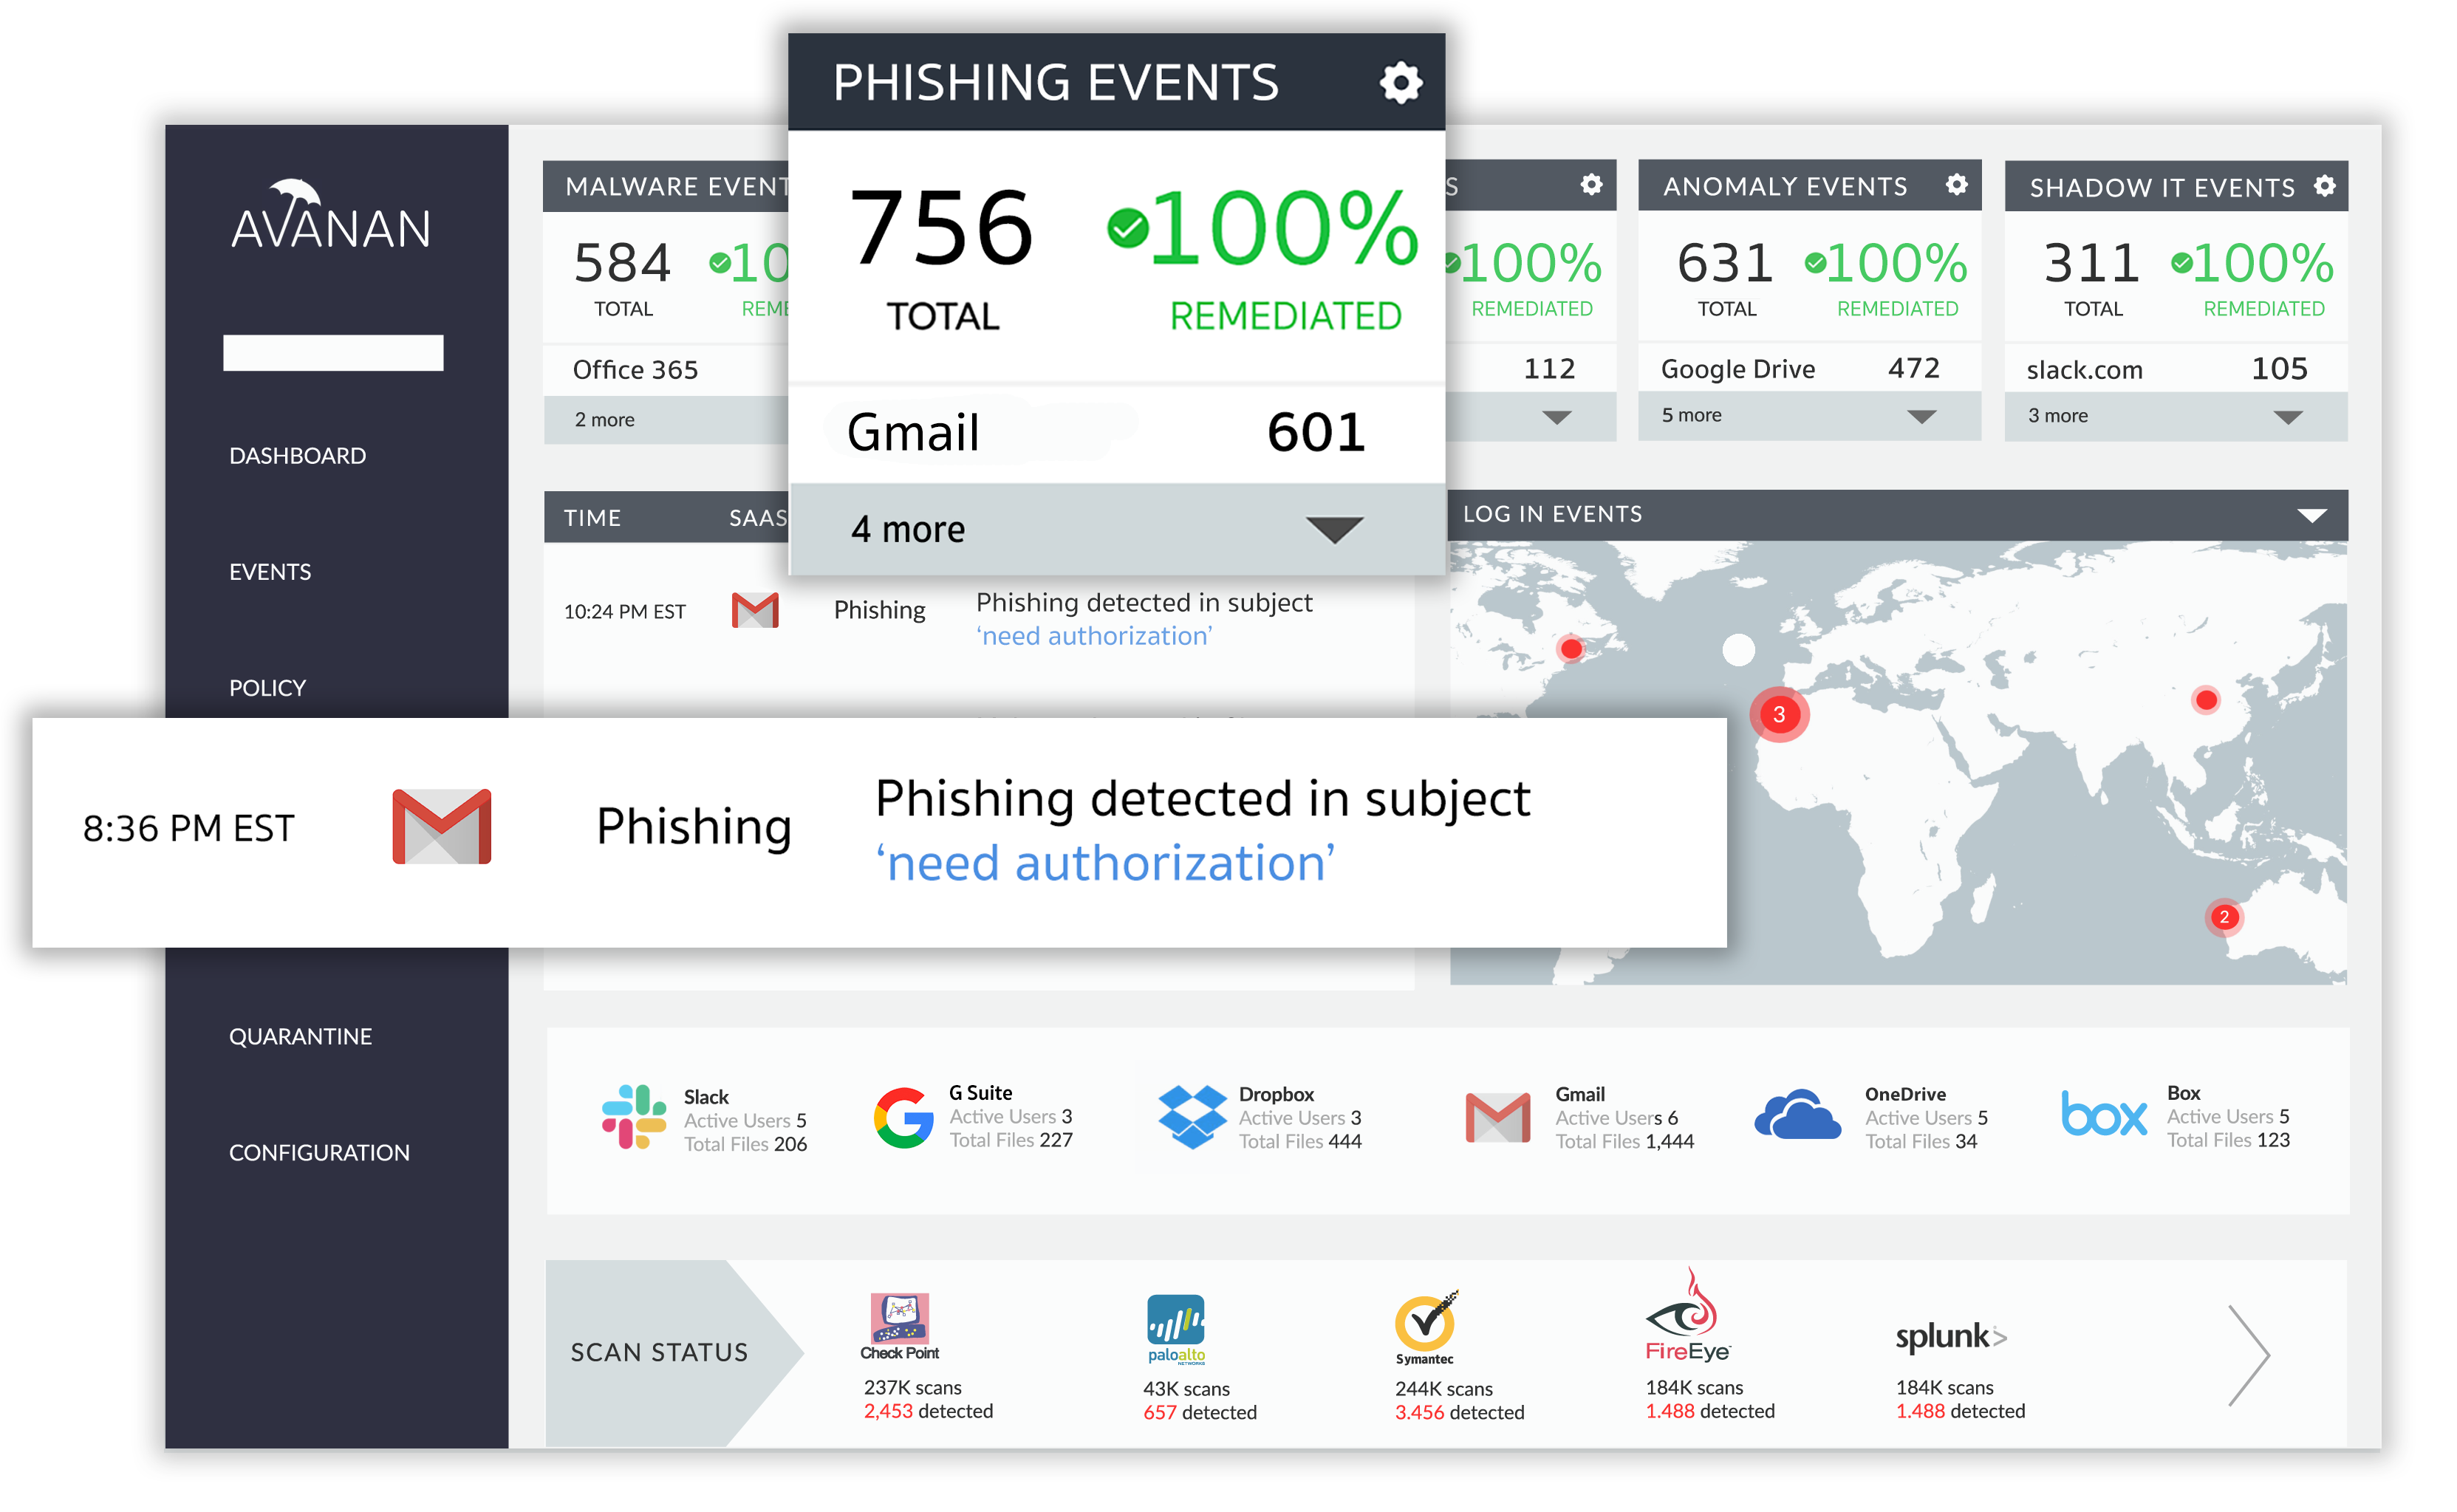 PHISHING EVENTS
756
100%
TOTAL
REMEDIATED
Gmail
601
4 more
AVANAN
DASHBOARD
EVENTS
POLICY
QUARANTINE
CONFIGURATION
MALWARE
584
TOTAL
Office 365
2 more
100%
REMEDIATED
112
ANOMALY EVENTS
631
100%
TOTAL
REMEDIATED
Google Drive
472
5 more
SHADOW IT EVENTS
311
100%
TOTAL
REMEDIATED
slack.com
105
3 more
TIME
SAAS
10:24 PM EST
Phishing
Phishing detected in subject
‘need authorization’
8:36 PM EST
Phishing
Phishing detected in subject
‘need authorization’
LOG IN EVENTS
3
2
Slack
Active Users 5
Total Files 206
G Suite
Active Users 3
Total Files 227
Dropbox
Active Users 3
Total Files 444
Gmail
Active Users 6
Total Files 1,444
OneDrive
Active Users 5
Total Files 34
box
Box
Active Users 5
Total Files 123
SCAN STATUS
Check Point
237K scans
2,453 detected
paloalto
NETWORKS
43K scans
657 detected
Symantec
244K scans
3.456 detected
FireEye
184K scans
1.488 detected
splunk>
184K scans
1.488 detected